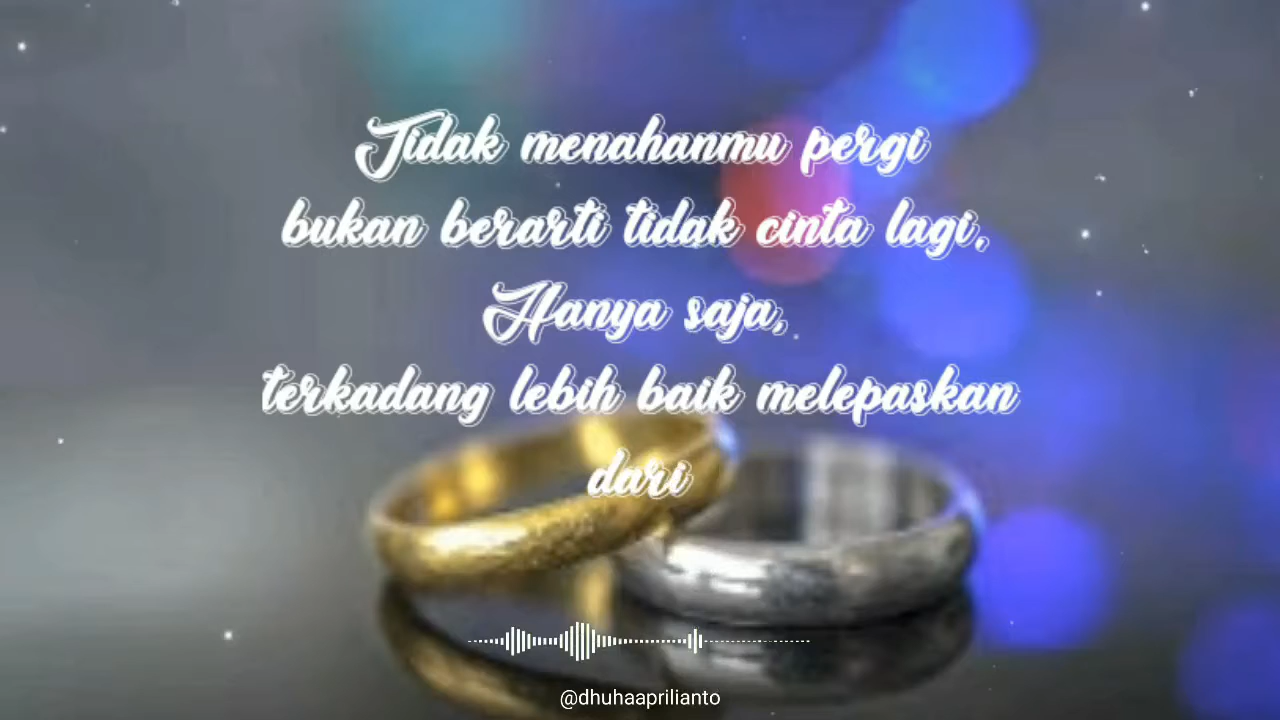 Tidak menahanmu pergi
bukan berarti tidak cinta lagi,
Hanya saja,
terkadang lebih baik melepaskan
dari
@dhuhaaprilianto